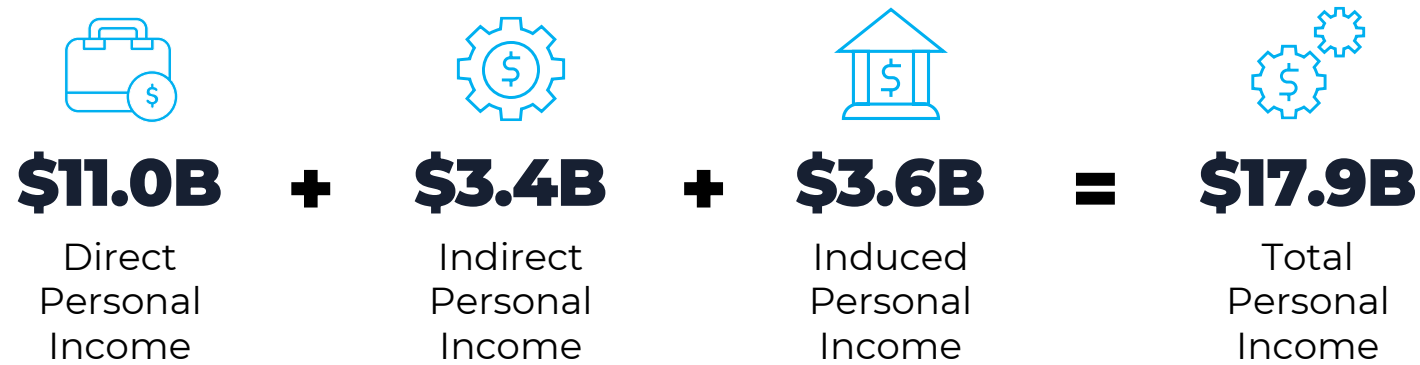 $ $ $ $
$11.0B + $3.4B + $3.6B = $17.9B
Direct Personal Income
Indirect Personal Income
Induced Personal Income
Total Personal Income